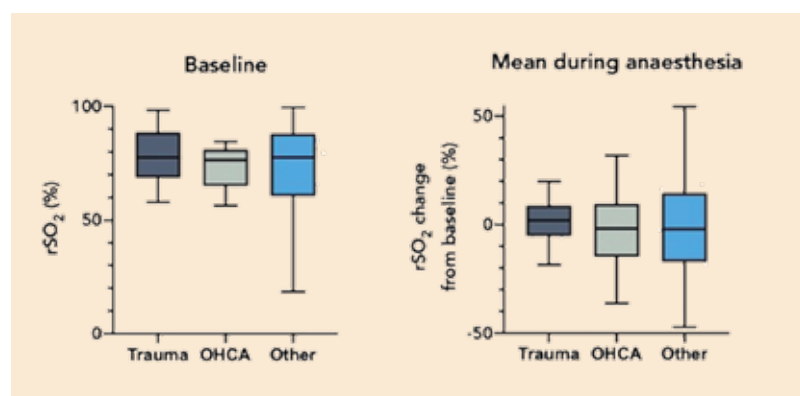 Baseline
100
50
0
rSO₂ (%)
Trauma OHCA Other
Mean during anaesthesia
50
0
-50
rSO₂ change
from baseline (%)
Trauma OHCA Other